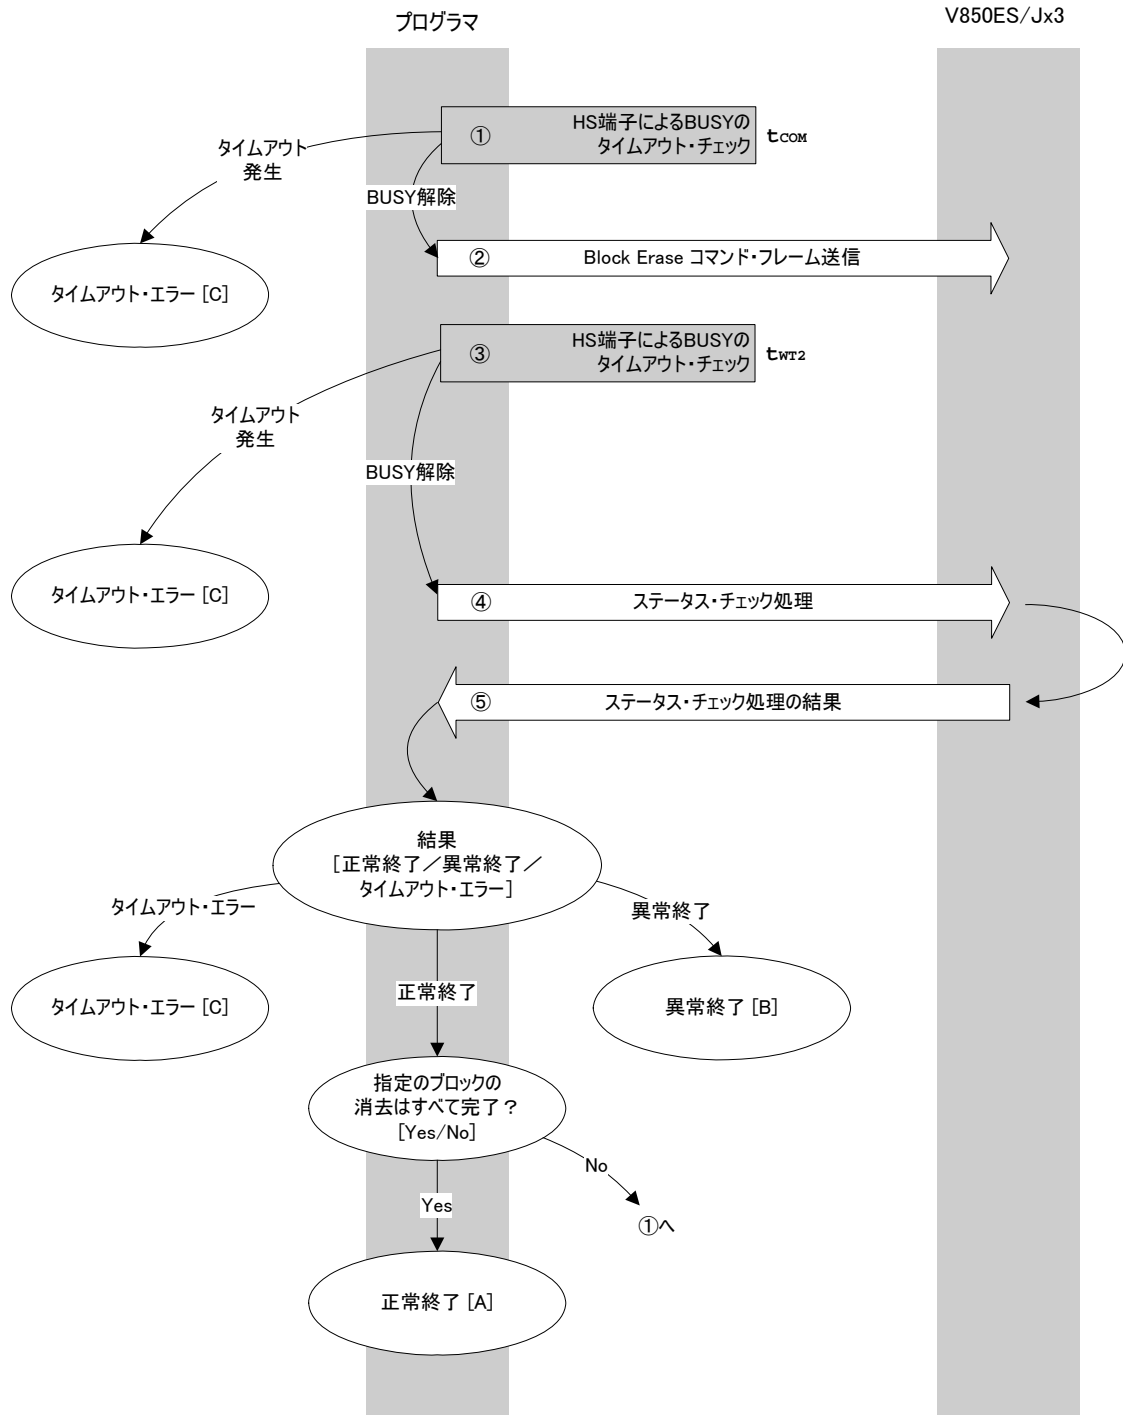 プログラマ
V850ES/Jx3
①
HS端子によるBUSYの
タイムアウト・チェック
tCOM
タイムアウト
発生
BUSY解除
②
Block Erase コマンド・フレーム送信
タイムアウト・エラー [C]
③
HS端子によるBUSYの
タイムアウト・チェック
tWT2
タイムアウト
発生
BUSY解除
タイムアウト・エラー [C]
④
ステータス・チェック処理
⑤
ステータス・チェック処理の結果
結果
[正常終了／異常終了／
タイムアウト・エラー]
タイムアウト・エラー
異常終了
タイムアウト・エラー [C]
正常終了
異常終了 [B]
指定のブロックの
消去はすべて完了？
[Yes/No]
No
Yes
①へ
正常終了 [A]